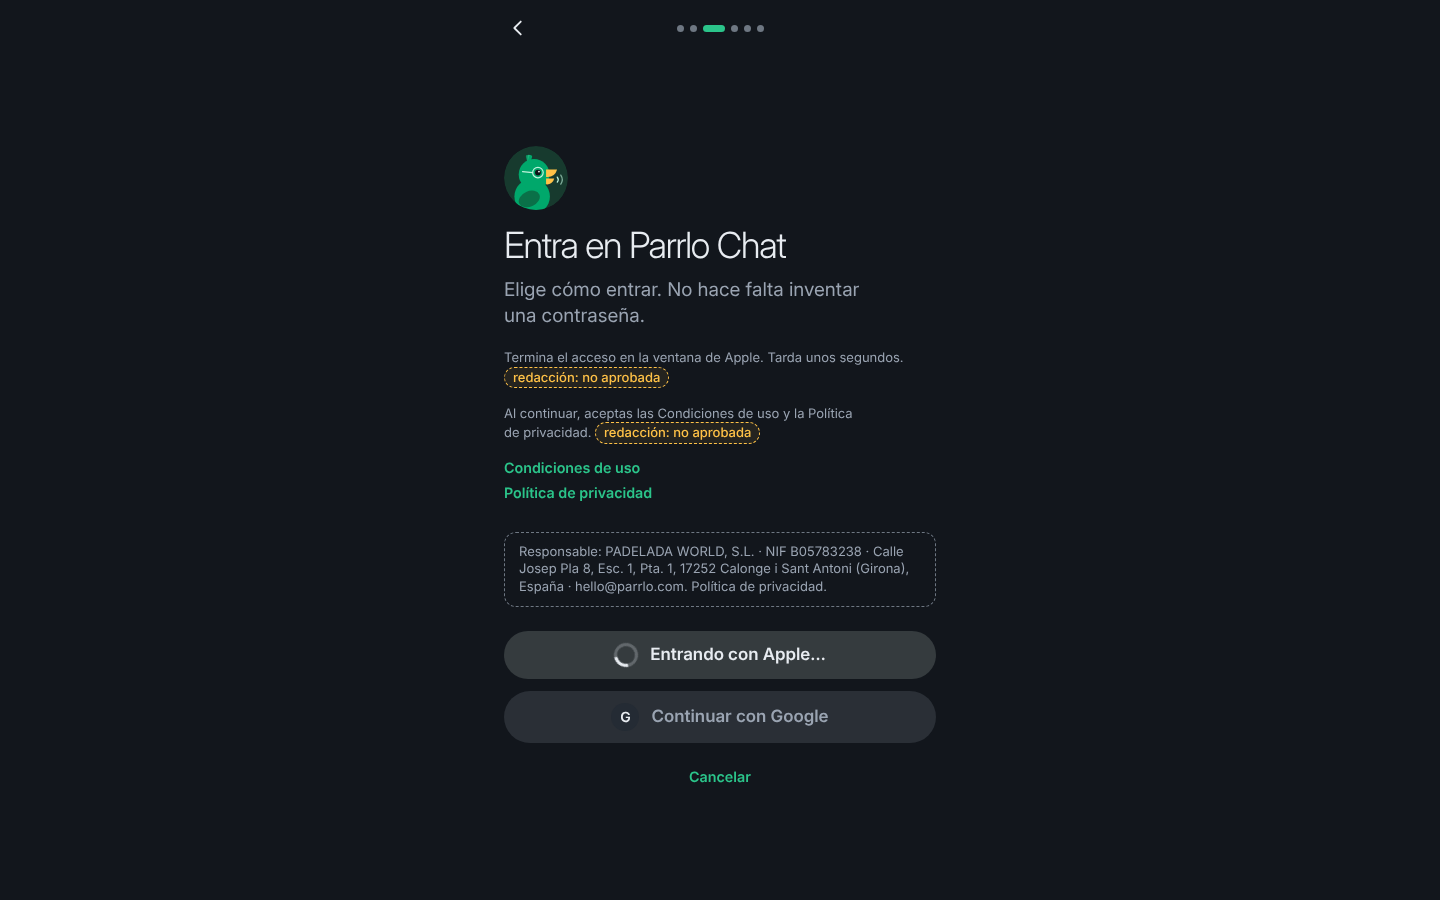 Entra en Parrlo Chat
Elige cómo entrar. No hace falta inventar
una contraseña.
Termina el acceso en la ventana de Apple. Tarda unos segundos.
redacción: no aprobada
Al continuar, aceptas las Condiciones de uso y la Política
de privacidad. redacción: no aprobada
Condiciones de uso
Política de privacidad
Responsable: PADELADA WORLD, S.L. · NIF B05783238 · Calle
Josep Pla 8, Esc. 1, Pta. 1, 17252 Calonge i Sant Antoni (Girona),
España · hello@parrlo.com. Política de privacidad.
Entrando con Apple...
G Continuar con Google
Cancelar